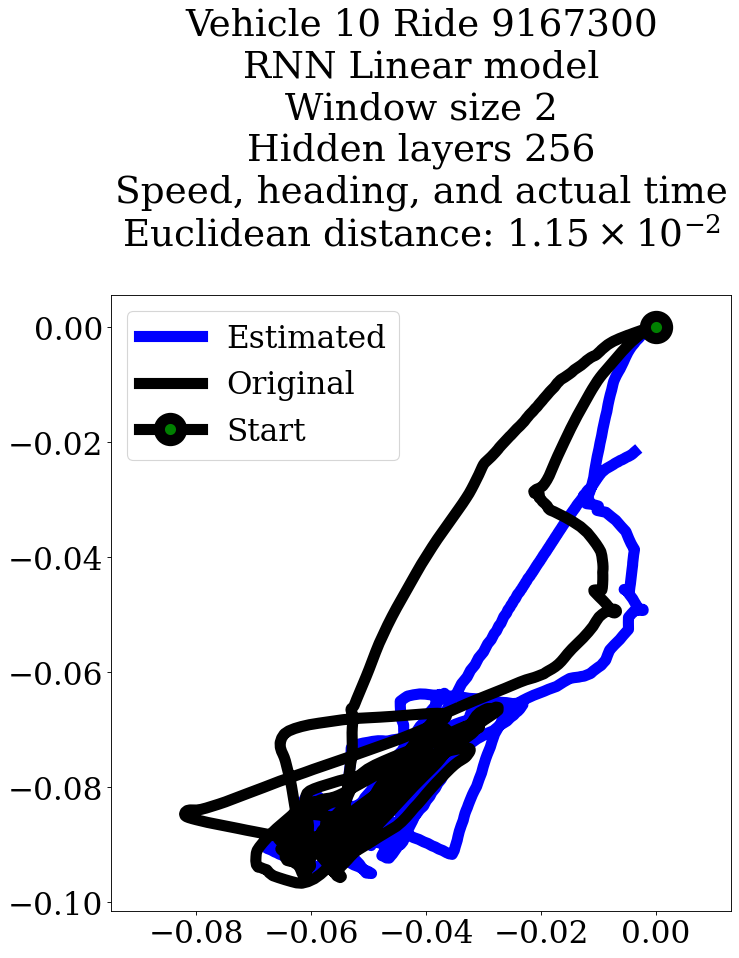 Vehicle 10 Ride 9167300
RNN Linear model
Window size 2
Hidden layers 256
Speed, heading, and actual time
Euclidean distance: 1.15 × 10⁻²
Estimated
Original
Start
0.00
−0.02
−0.04
−0.06
−0.08
−0.10
−0.08 −0.06 −0.04 −0.02 0.00